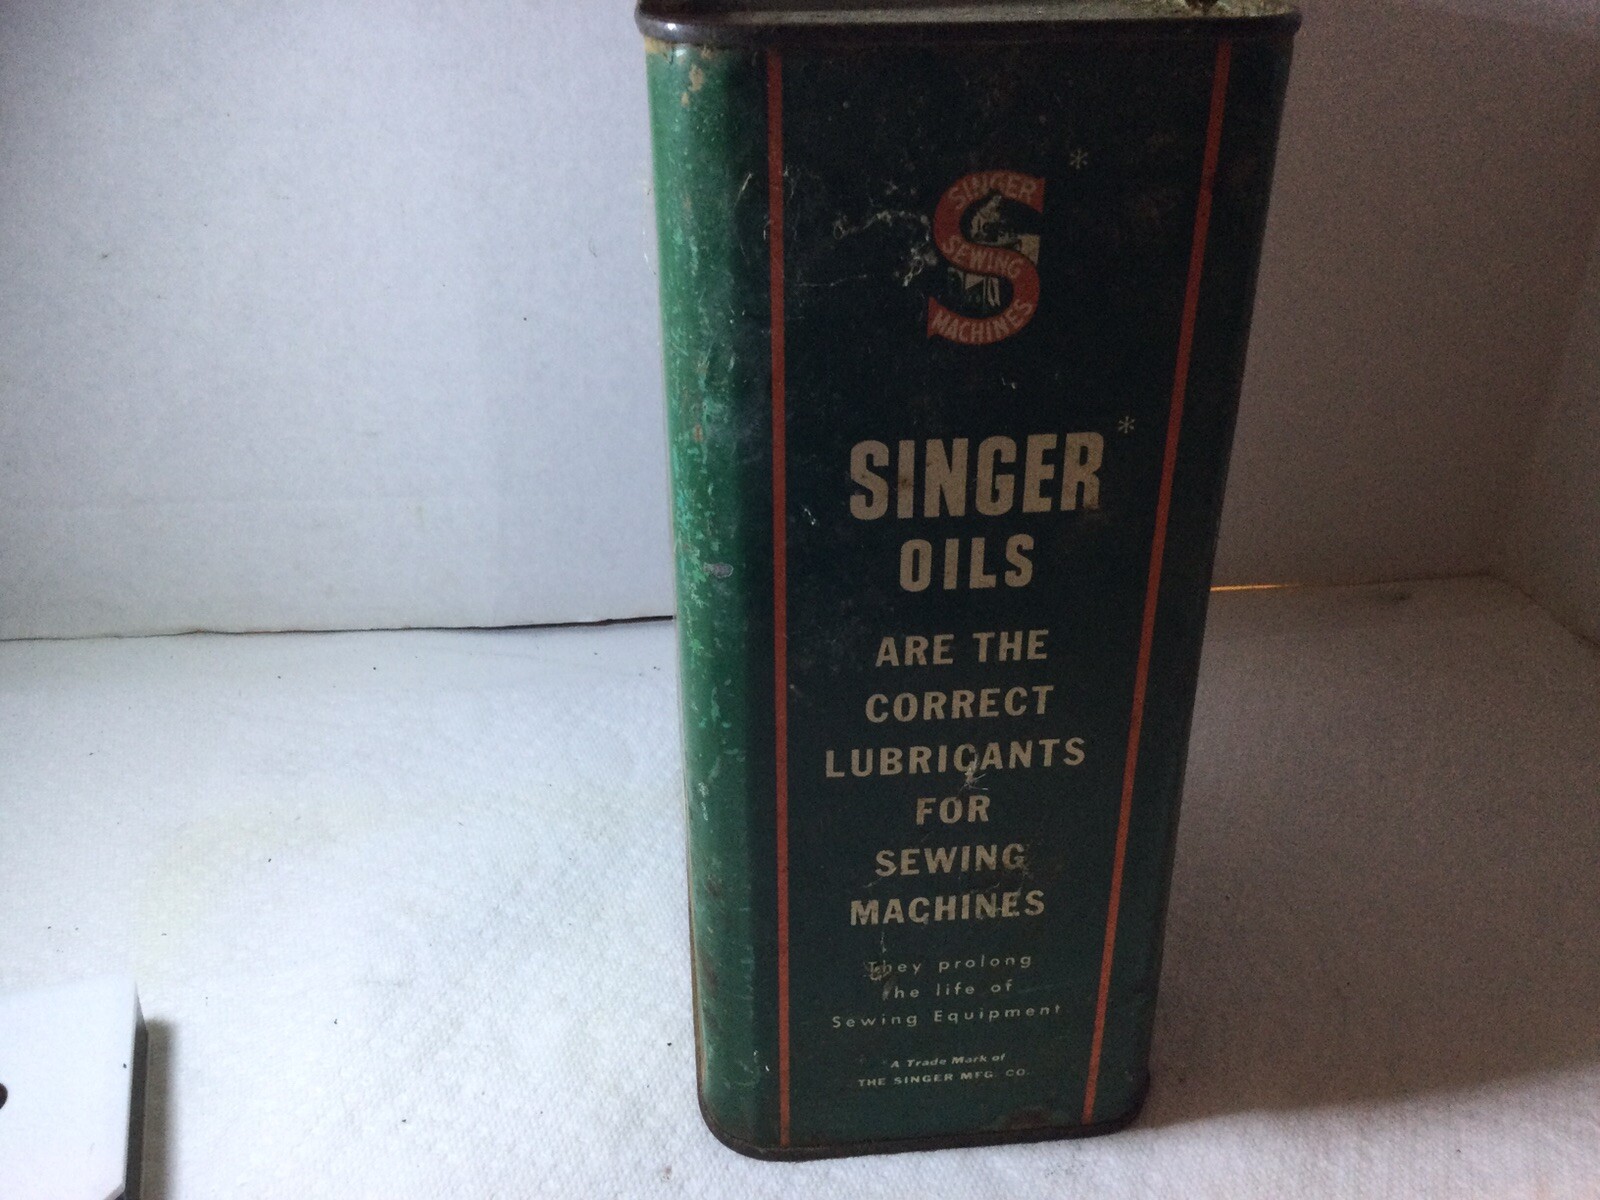 *
SINGER
SEWING
MACHINES
SINGER*
OILS
ARE THE
CORRECT
LUBRICANTS
FOR
SEWING
MACHINES
They prolong
the life of
Sewing Equipment
*A Trade Mark of
THE SINGER MFG. CO.